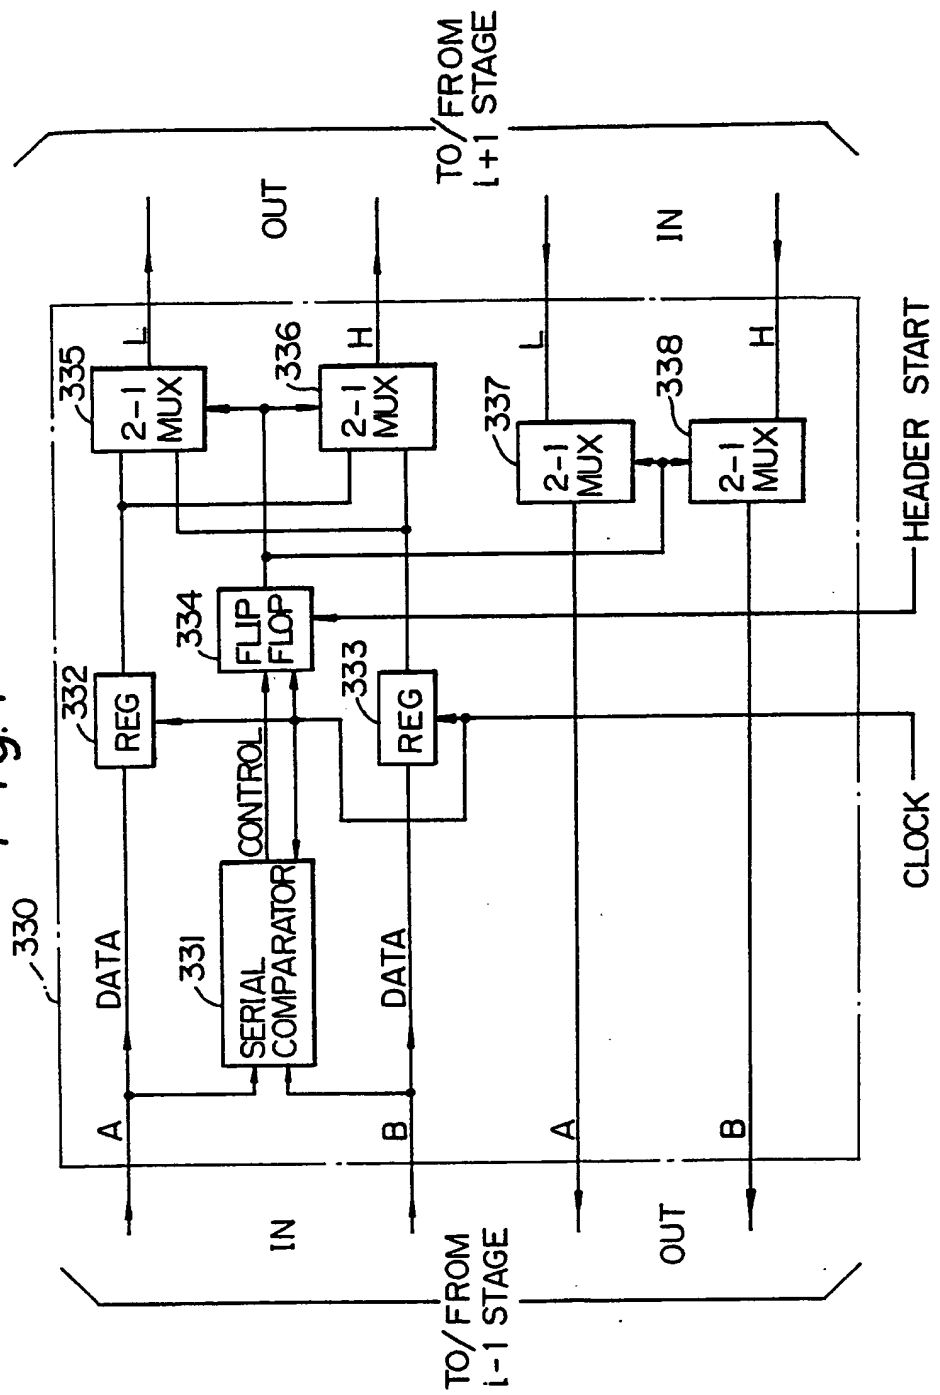 330
TO/FROM
i-1 STAGE
IN
A
DATA
332
REG
335
2-1
MUX
L
OUT
TO/FROM
i+1 STAGE
331
SERIAL
COMPARATOR
CONTROL
334
FLIP
FLOP
336
2-1
MUX
H
B
DATA
333
REG
A
337
2-1
MUX
L
IN
OUT
B
338
2-1
MUX
H
CLOCK
HEADER START